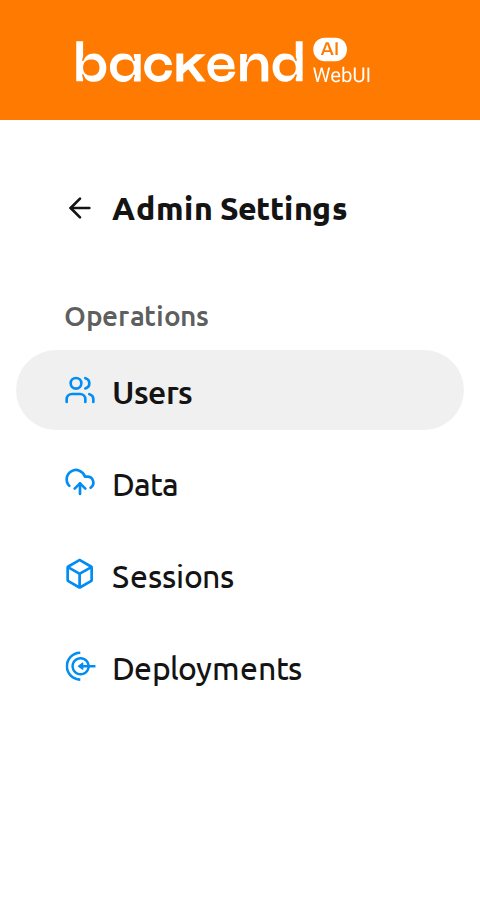 backend AI
WebUI
Admin Settings
Operations
Users
Data
Sessions
Deployments